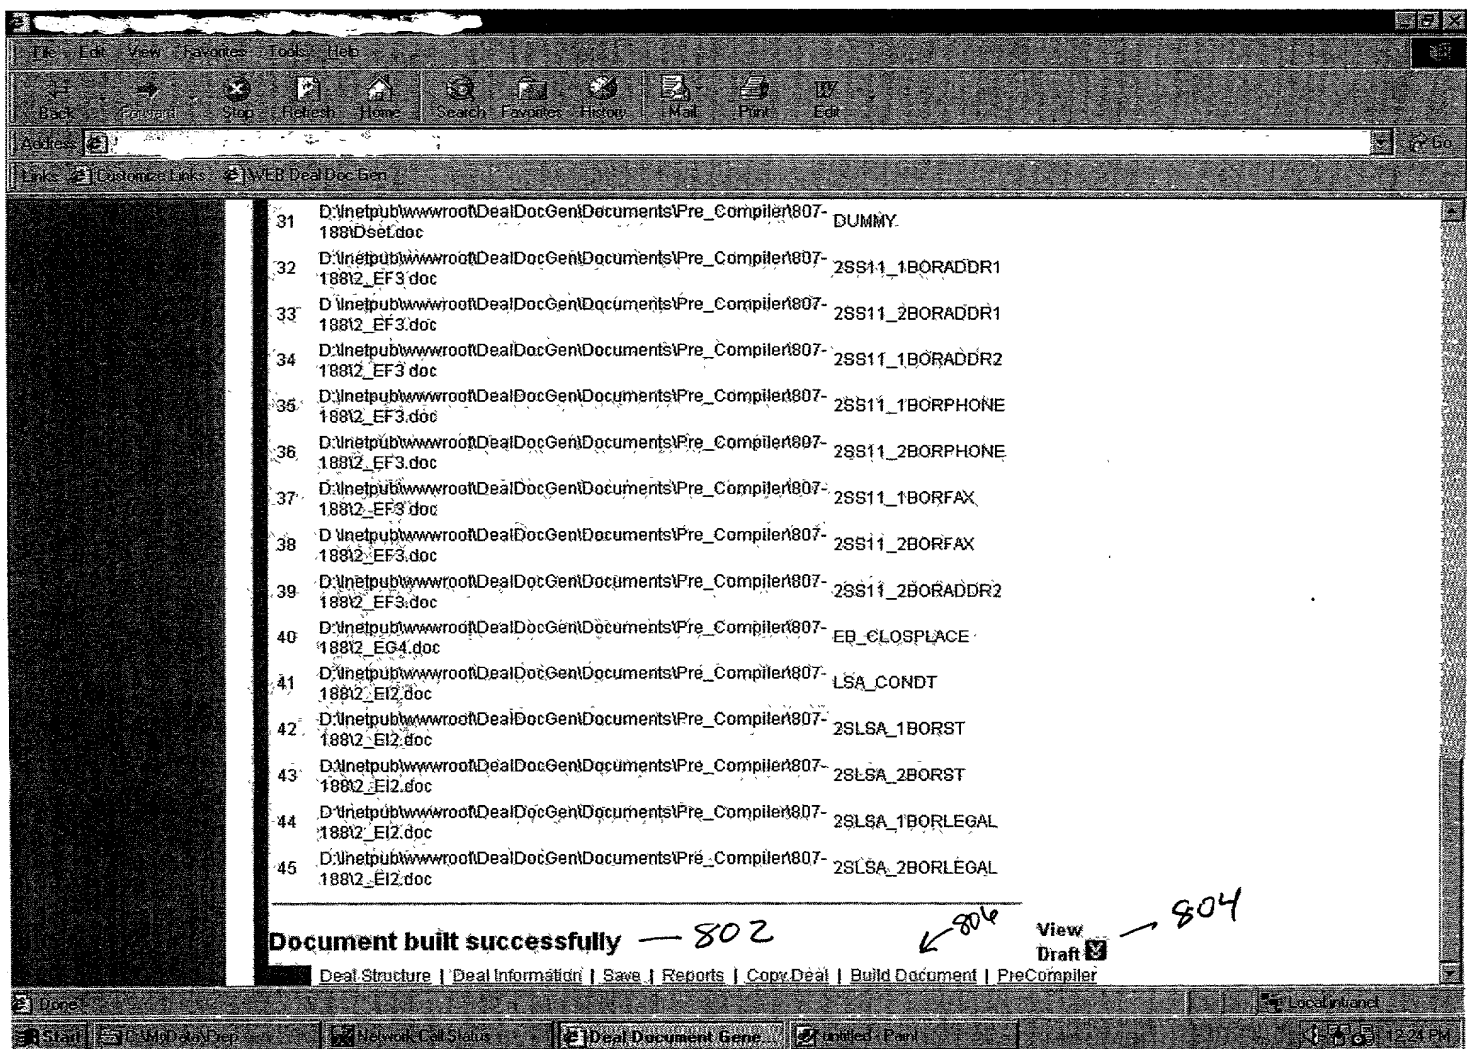 File Edit View Favorites Tools Help
Back Forward Stop Refresh Home Search Favorites History Mail Print Edit
Address Go
Links Customize Links WEB Deal Doc Gen
31 D:\Inetpub\wwwroot\DealDocGen\Documents\Pre_Compiler\807- DUMMY
188\Dset.doc
32 D:\Inetpub\wwwroot\DealDocGen\Documents\Pre_Compiler\807- 2SS11_1BORADDR1
188\2_EF3.doc
33 D:\Inetpub\wwwroot\DealDocGen\Documents\Pre_Compiler\807- 2SS11_2BORADDR1
188\2_EF3.doc
34 D:\Inetpub\wwwroot\DealDocGen\Documents\Pre_Compiler\807- 2SS11_1BORADDR2
188\2_EF3.doc
35 D:\Inetpub\wwwroot\DealDocGen\Documents\Pre_Compiler\807- 2SS11_1BORPHONE
188\2_EF3.doc
36 D:\Inetpub\wwwroot\DealDocGen\Documents\Pre_Compiler\807- 2SS11_2BORPHONE
188\2_EF3.doc
37 D:\Inetpub\wwwroot\DealDocGen\Documents\Pre_Compiler\807- 2SS11_1BORFAX
188\2_EF3.doc
38 D:\Inetpub\wwwroot\DealDocGen\Documents\Pre_Compiler\807- 2SS11_2BORFAX
188\2_EF3.doc
39 D:\Inetpub\wwwroot\DealDocGen\Documents\Pre_Compiler\807- 2SS11_2BORADDR2
188\2_EF3.doc
40 D:\Inetpub\wwwroot\DealDocGen\Documents\Pre_Compiler\807- EB_CLOSPLACE
188\2_EG4.doc
41 D:\Inetpub\wwwroot\DealDocGen\Documents\Pre_Compiler\807- LSA_CONDT
188\2_EI2.doc
42 D:\Inetpub\wwwroot\DealDocGen\Documents\Pre_Compiler\807- 2SLSA_1BORST
188\2_EI2.doc
43 D:\Inetpub\wwwroot\DealDocGen\Documents\Pre_Compiler\807- 2SLSA_2BORST
188\2_EI2.doc
44 D:\Inetpub\wwwroot\DealDocGen\Documents\Pre_Compiler\807- 2SLSA_1BORLEGAL
188\2_EI2.doc
45 D:\Inetpub\wwwroot\DealDocGen\Documents\Pre_Compiler\807- 2SLSA_2BORLEGAL
188\2_EI2.doc
Document built successfully — 802 806 View 804
Draft
Deal Structure | Deal Information | Save | Reports | Copy Deal | Build Document | PreCompiler
Done Local intranet
Start C:\MyData\Prep Network Call Status Deal Document Gene... untitled - Paint 12:24 PM